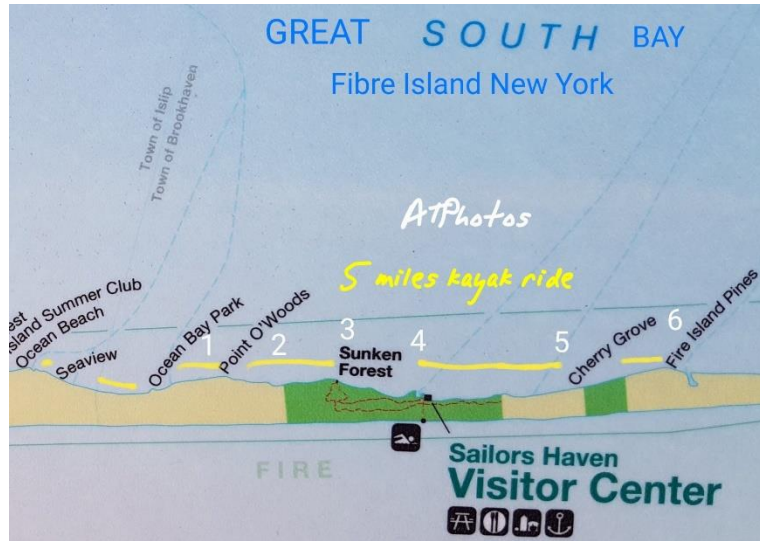 GREAT SOUTH BAY
Fibre Island New York
Town of Islip
Town of Brookhaven
ATPhotos
5 miles kayak ride
est
sland Summer Club
Ocean Beach
Seaview
Ocean Bay Park
Point O'Woods
1
2
3
4
5
6
Sunken
Forest
Cherry Grove
Fire Island Pines
FIRE
Sailors Haven
Visitor Center